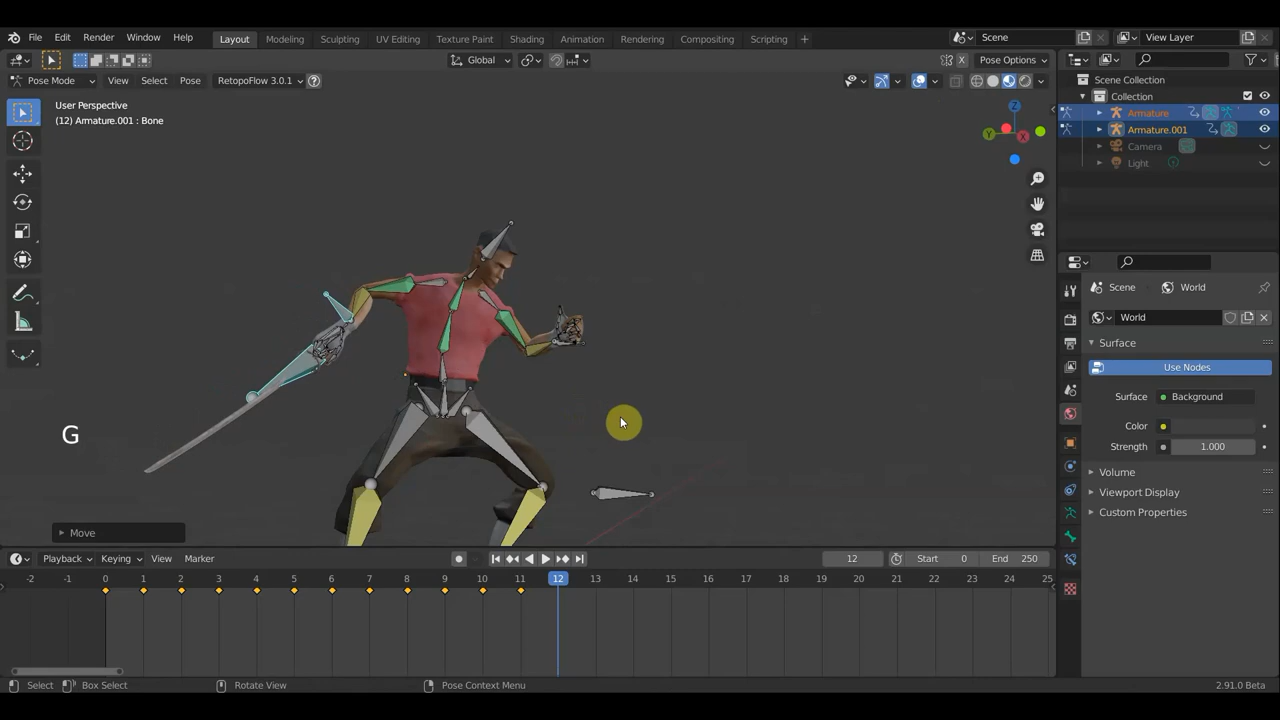 File Edit Render Window Help
Layout Modeling Sculpting UV Editing Texture Paint Shading Animation Rendering Compositing Scripting +
Scene
View Layer
Global
X
Pose Options
Pose Mode View Select Pose RetopoFlow 3.0.1 ?
User Perspective
(12) Armature.001 : Bone
Z
Y
X
G
Move
Scene Collection
Collection
Armature
Armature.001
Camera
Light
Scene World
World
Surface
Use Nodes
Surface Background
Color
Strength 1.000
Volume
Viewport Display
Custom Properties
Playback Keying View Marker
12
Start 0
End 250
-2 -1 0 1 2 3 4 5 6 7 8 9 10 11 12 13 14 15 16 17 18 19 20 21 22 23 24 25
Select Box Select Rotate View Pose Context Menu 2.91.0 Beta